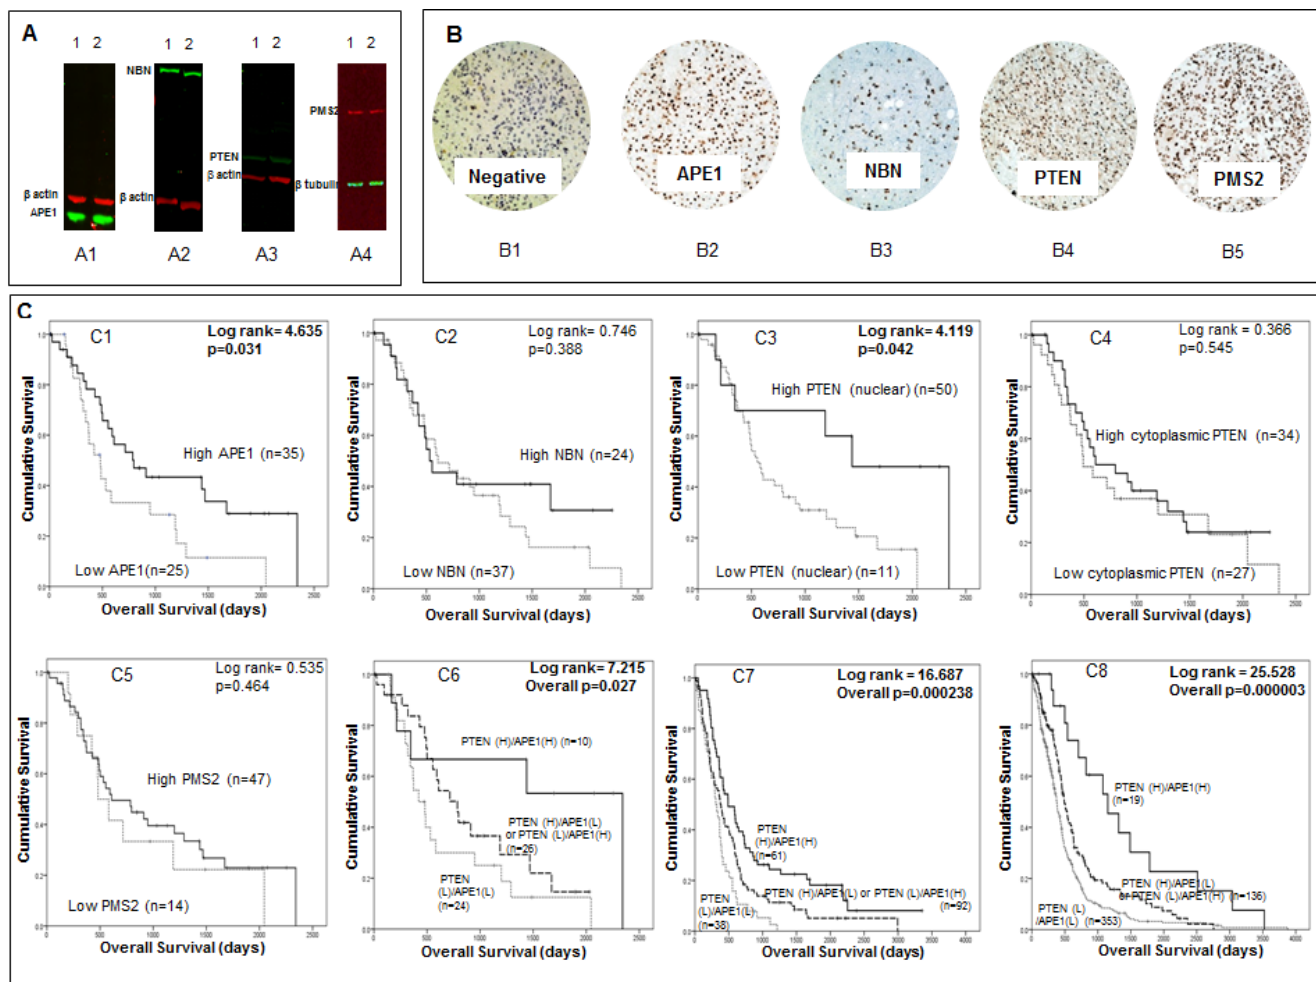 A
1 2
1 2
1 2
1 2
NBN
PMS2
PTEN
β actin
β actin
β actin
β tubulin
APE1
A1
A2
A3
A4
B
Negative
APE1
NBN
PTEN
PMS2
B1
B2
B3
B4
B5
C
C1
Log rank= 4.635
p=0.031
High APE1 (n=35)
Low APE1(n=25)
Cumulative Survival
Overall Survival (days)
C2
Log rank= 0.746
p=0.388
High NBN (n=24)
Low NBN (n=37)
Cumulative Survival
Overall Survival (days)
C3
Log rank= 4.119
p=0.042
High PTEN (nuclear) (n=50)
Low PTEN (nuclear) (n=11)
Cumulative Survival
Overall Survival (days)
C4
Log rank = 0.366
p=0.545
High cytoplasmic PTEN (n=34)
Low cytoplasmic PTEN (n=27)
Cumulative Survival
Overall Survival (days)
C5
Log rank= 0.535
p=0.464
High PMS2 (n=47)
Low PMS2 (n=14)
Cumulative Survival
Overall Survival (days)
C6
Log rank= 7.215
Overall p=0.027
PTEN (H)/APE1(H) (n=10)
PTEN (H)/APE1(L)
or PTEN (L)/APE1(H)
(n=26)
PTEN
(L)/APE1(L)
(n=24)
Cumulative Survival
Overall Survival (days)
C7
Log rank = 16.687
Overall p=0.000238
PTEN
(H)/APE1(H)
(n=61)
PTEN (H)/APE1(L) or PTEN (L)/APE1(H)
(n=92)
PTEN
(L)/APE1(L)
(n=38)
Cumulative Survival
Overall Survival (days)
C8
Log rank = 25.528
Overall p=0.000003
PTEN (H)/APE1(H)
(n=19)
PTEN (H)/APE1(L)
or PTEN (L)/APE1(H) (n=136)
PTEN (L)
/APE1(L) (n=353)
Cumulative Survival
Overall Survival (days)